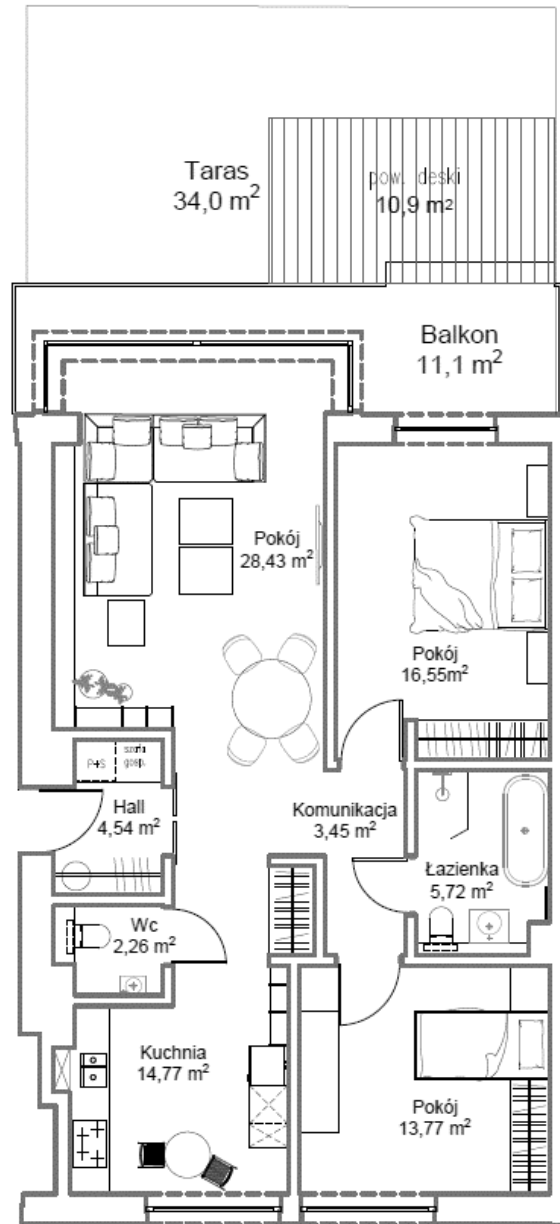 Taras
34,0 m²
pow. deski
10,9 m²
Balkon
11,1 m²
Pokój
28,43 m²
Pokój
16,55m²
P+S
szafa
gosp.
Hall
4,54 m²
Komunikacja
3,45 m²
Łazienka
5,72 m²
Wc
2,26 m²
Kuchnia
14,77 m²
Pokój
13,77 m²